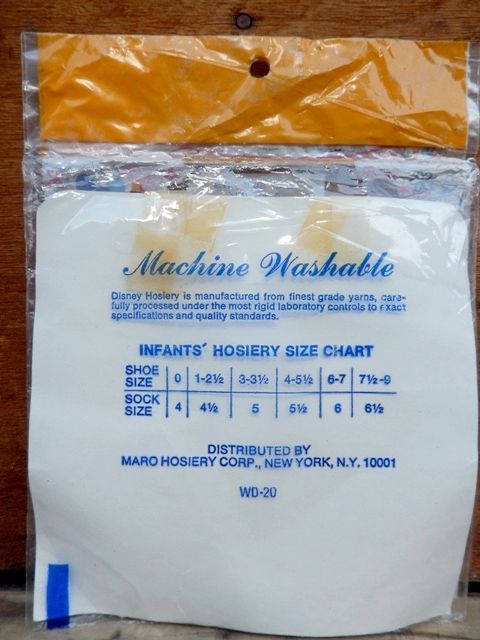 Machine Washable
Disney Hosiery is manufactured from finest grade yarns, care-
fully processed under the most rigid laboratory controls to exact
specifications and quality standards.
INFANTS' HOSIERY SIZE CHART
SHOE SIZE 0 1-2½ 3-3½ 4-5½ 6-7 7½-9
SOCK SIZE 4 4½ 5 5½ 6 6½
DISTRIBUTED BY
MARO HOSIERY CORP., NEW YORK, N.Y. 10001
WD-20